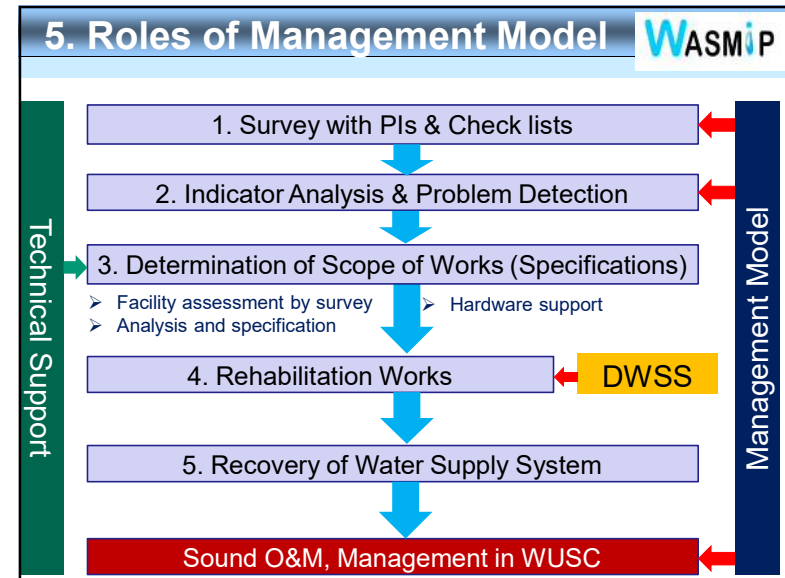 5. Roles of Management Model
WASMiP
1. Survey with PIs & Check lists
2. Indicator Analysis & Problem Detection
3. Determination of Scope of Works (Specifications)
➢ Facility assessment by survey
➢ Analysis and specification
➢ Hardware support
4. Rehabilitation Works
DWSS
5. Recovery of Water Supply System
Sound O&M, Management in WUSC
Technical Support
Management Model